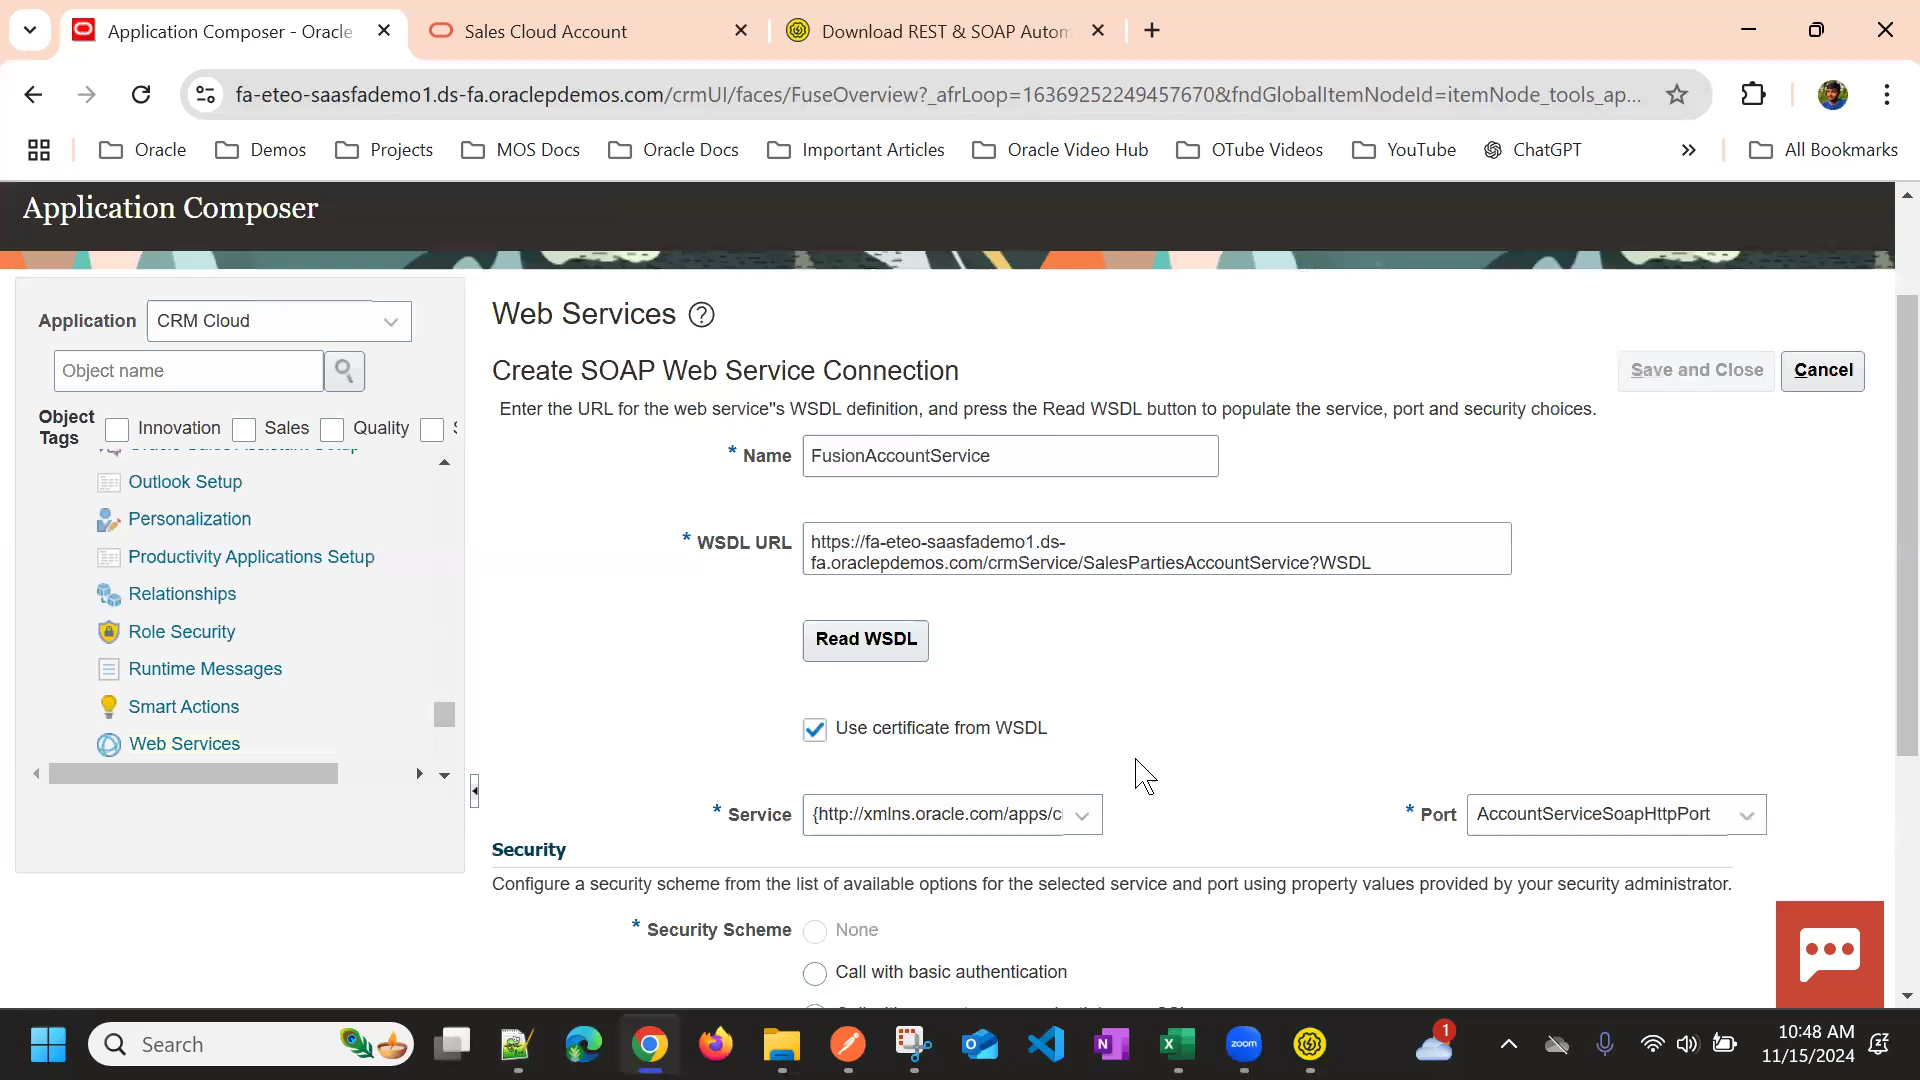 Application Composer - Oracle
Sales Cloud Account
Download REST & SOAP Autom
fa-eteo-saasfademo1.ds-fa.oraclepdemos.com/crmUI/faces/FuseOverview?_afrLoop=16369252249457670&fndGlobalItemNodeId=itemNode_tools_ap...
Oracle
Demos
Projects
MOS Docs
Oracle Docs
Important Articles
Oracle Video Hub
OTube Videos
YouTube
ChatGPT
All Bookmarks
Application Composer
Application
CRM Cloud
Object name
Object Tags
Innovation
Sales
Quality
Outlook Setup
Personalization
Productivity Applications Setup
Relationships
Role Security
Runtime Messages
Smart Actions
Web Services
Web Services
Create SOAP Web Service Connection
Save and Close
Cancel
Enter the URL for the web service"s WSDL definition, and press the Read WSDL button to populate the service, port and security choices.
* Name
FusionAccountService
* WSDL URL
https://fa-eteo-saasfademo1.ds-
fa.oraclepdemos.com/crmService/SalesPartiesAccountService?WSDL
Read WSDL
Use certificate from WSDL
* Service
{http://xmlns.oracle.com/apps/c
* Port
AccountServiceSoapHttpPort
Security
Configure a security scheme from the list of available options for the selected service and port using property values provided by your security administrator.
* Security Scheme
None
Call with basic authentication
Search
zoom
1
10:48 AM
11/15/2024